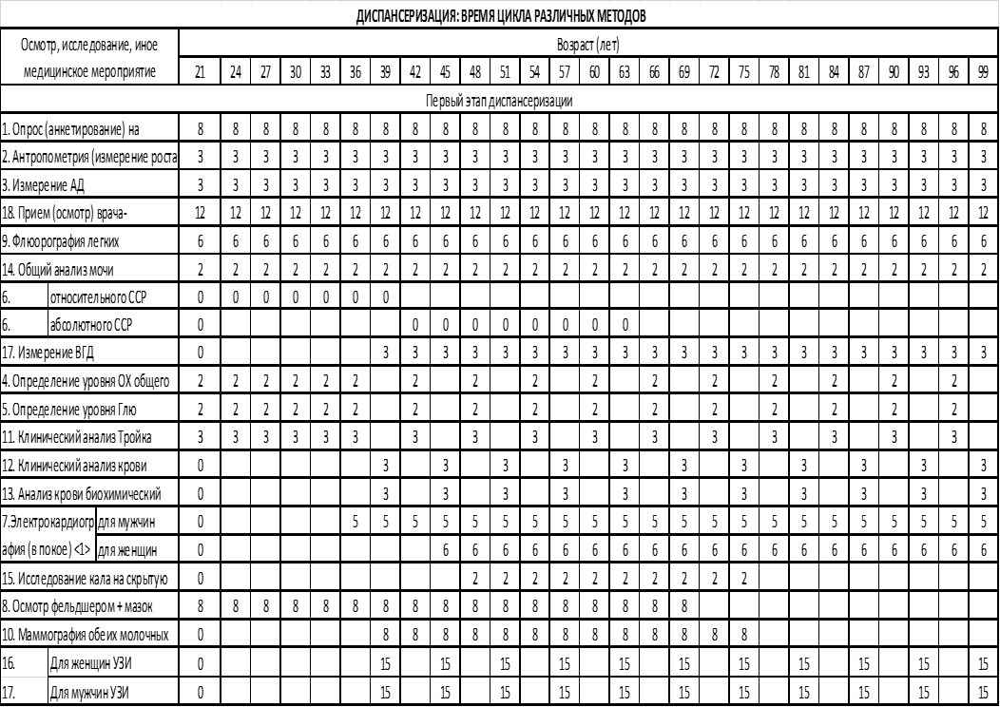 ДИСПАНСЕРИЗАЦИЯ: ВРЕМЯ ЦИКЛА РАЗЛИЧНЫХ МЕТОДОВ
Осмотр, исследование, иное
медицинское мероприятие
Возраст (лет)
21 24 27 30 33 36 39 42 45 48 51 54 57 60 63 66 69 72 75 78 81 84 87 90 93 96 99
Первый этап диспансеризации
1. Опрос (анкетирование) на 8 8 8 8 8 8 8 8 8 8 8 8 8 8 8 8 8 8 8 8 8 8 8 8 8 8 8
2. Антропометрия (измерение роста 3 3 3 3 3 3 3 3 3 3 3 3 3 3 3 3 3 3 3 3 3 3 3 3 3 3 3
3. Измерение АД 3 3 3 3 3 3 3 3 3 3 3 3 3 3 3 3 3 3 3 3 3 3 3 3 3 3 3
18. Прием (осмотр) врача- 12 12 12 12 12 12 12 12 12 12 12 12 12 12 12 12 12 12 12 12 12 12 12 12 12 12 12
9. Флюорография легких 6 6 6 6 6 6 6 6 6 6 6 6 6 6 6 6 6 6 6 6 6 6 6 6 6 6 6
14. Общий анализ мочи 2 2 2 2 2 2 2 2 2 2 2 2 2 2 2 2 2 2 2 2 2 2 2 2 2 2 2
6. относительного ССР 0 0 0 0 0 0 0
6. абсолютного ССР 0 0 0 0 0 0 0 0 0
17. Измерение ВГД 0 3 3 3 3 3 3 3 3 3 3 3 3 3 3 3 3 3 3 3 3 3
4. Определение уровня ОХ общего 2 2 2 2 2 2 2 2 2 2 2 2 2 2 2 2
5. Определение уровня Глю 2 2 2 2 2 2 2 2 2 2 2 2 2 2 2 2
11. Клинический анализ Тройка 3 3 3 3 3 3 3 3 3 3 3 3 3 3 3 3
12. Клинический анализ крови 0 3 3 3 3 3 3 3 3 3 3 3
13. Анализ крови биохимический 0 3 3 3 3 3 3 3 3 3 3 3
7.Электрокардиогр для мужчин 0 5 5 5 5 5 5 5 5 5 5 5 5 5 5 5 5 5 5 5 5 5 5
афия (в покое) <1> для женщин 0 6 6 6 6 6 6 6 6 6 6 6 6 6 6 6 6 6 6 6
15. Исследование кала на скрытую 0 2 2 2 2 2 2 2 2 2 2
8. Осмотр фельдшером + мазок 8 8 8 8 8 8 8 8 8 8 8 8 8 8 8 8 8
10. Маммография обеих молочных 0 8 8 8 8 8 8 8 8 8 8 8 8 8
16. Для женщин УЗИ 0 15 15 15 15 15 15 15 15 15 15 15
17. Для мужчин УЗИ 0 15 15 15 15 15 15 15 15 15 15 15